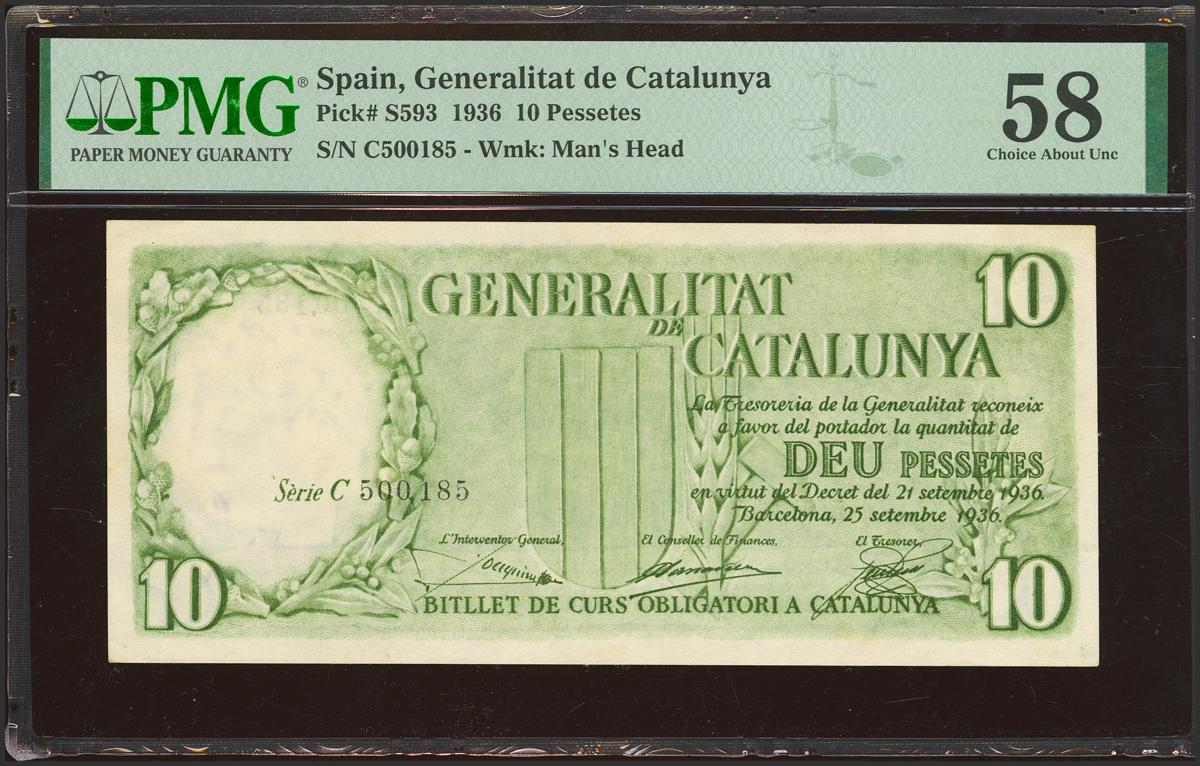 PMG®
PAPER MONEY GUARANTY
Spain, Generalitat de Catalunya
Pick# S593 1936 10 Pessetes
S/N C500185 - Wmk: Man's Head
58
Choice About Unc
10
GENERALITAT
DE
CATALUNYA
La Tresoreria de la Generalitat reconeix
a favor del portador la quantitat de
DEU PESSETES
en virtut del Decret del 21 setembre 1936.
Barcelona, 25 setembre 1936.
Sèrie C 500,185
L'Interventor General,
El Conseller de Finances,
El Tresorer,
10
BITLLET DE CURS OBLIGATORI A CATALUNYA
10